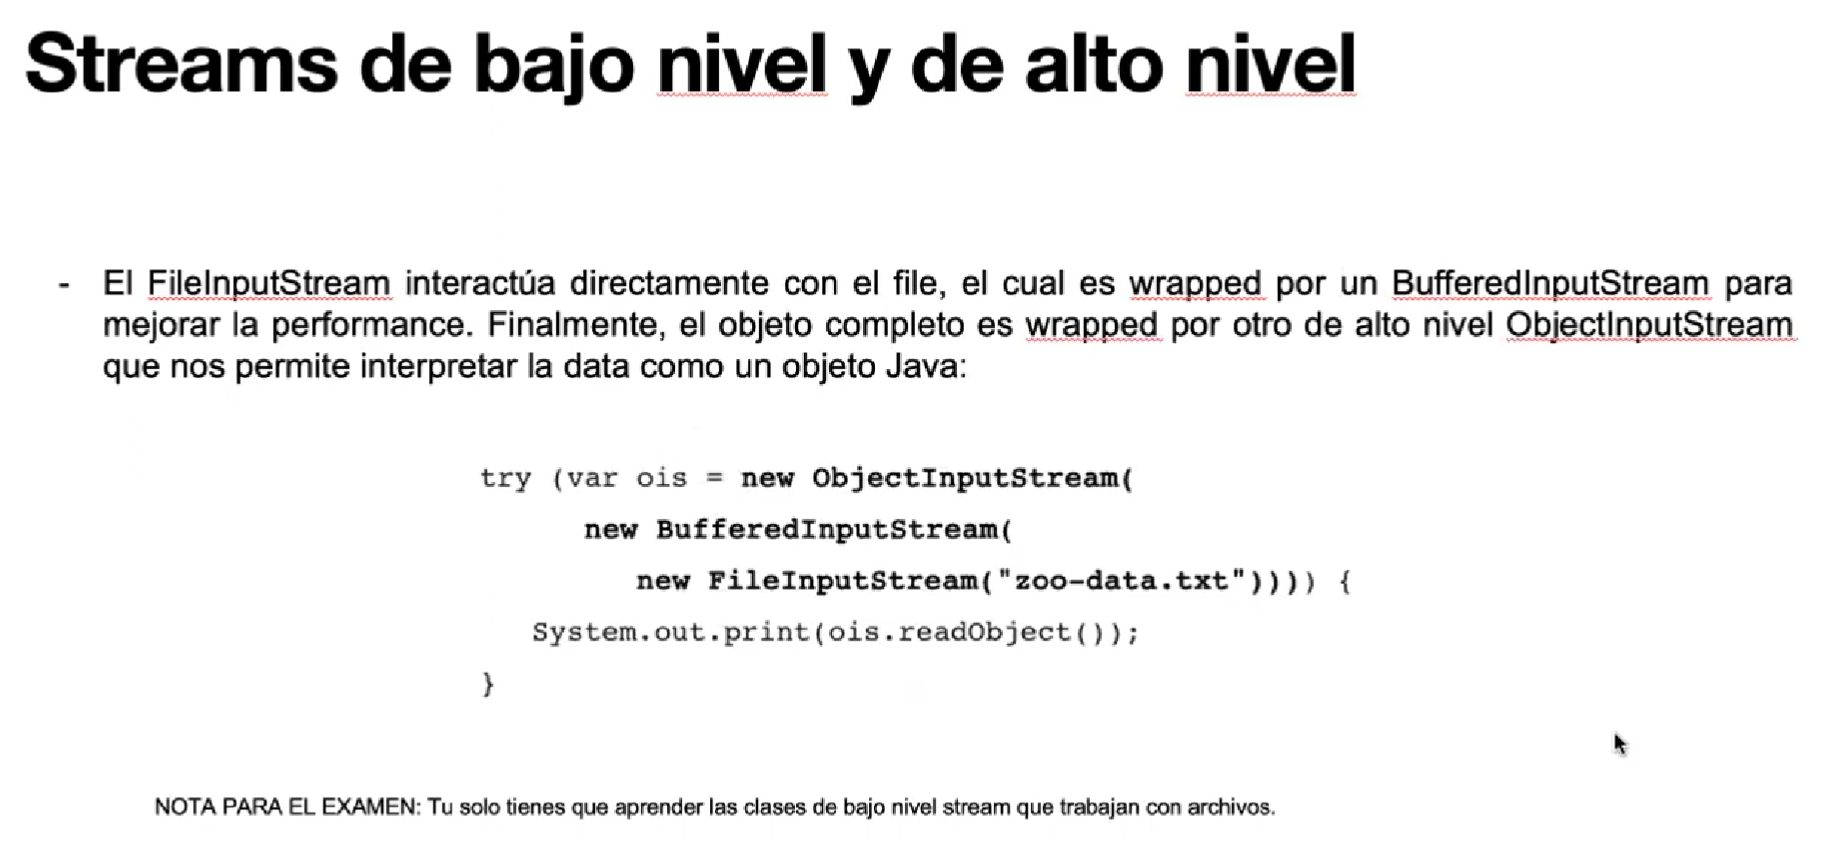 Streams de bajo nivel y de alto nivel
- El FileInputStream interactúa directamente con el file, el cual es wrapped por un BufferedInputStream para
mejorar la performance. Finalmente, el objeto completo es wrapped por otro de alto nivel ObjectInputStream
que nos permite interpretar la data como un objeto Java:
try (var ois = new ObjectInputStream(
new BufferedInputStream(
new FileInputStream("zoo-data.txt")))) {
System.out.print(ois.readObject());
}
NOTA PARA EL EXAMEN: Tu solo tienes que aprender las clases de bajo nivel stream que trabajan con archivos.